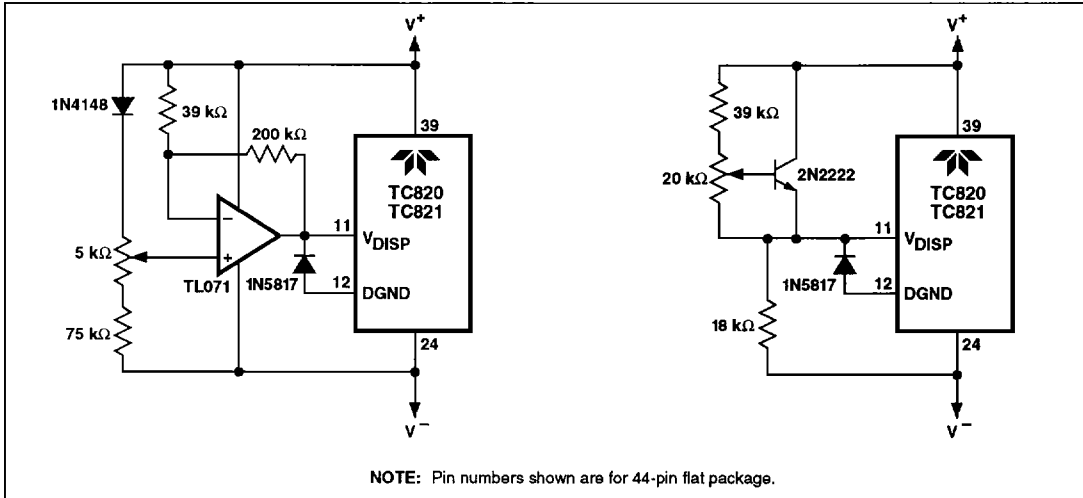 V+
1N4148
39 kΩ
200 kΩ
39
TC820
TC821
11
VDISP
5 kΩ
TL071
1N5817
12
DGND
75 kΩ
24
V−
V+
39 kΩ
39
20 kΩ
2N2222
TC820
TC821
11
VDISP
1N5817
12
DGND
18 kΩ
24
V−
NOTE: Pin numbers shown are for 44-pin flat package.